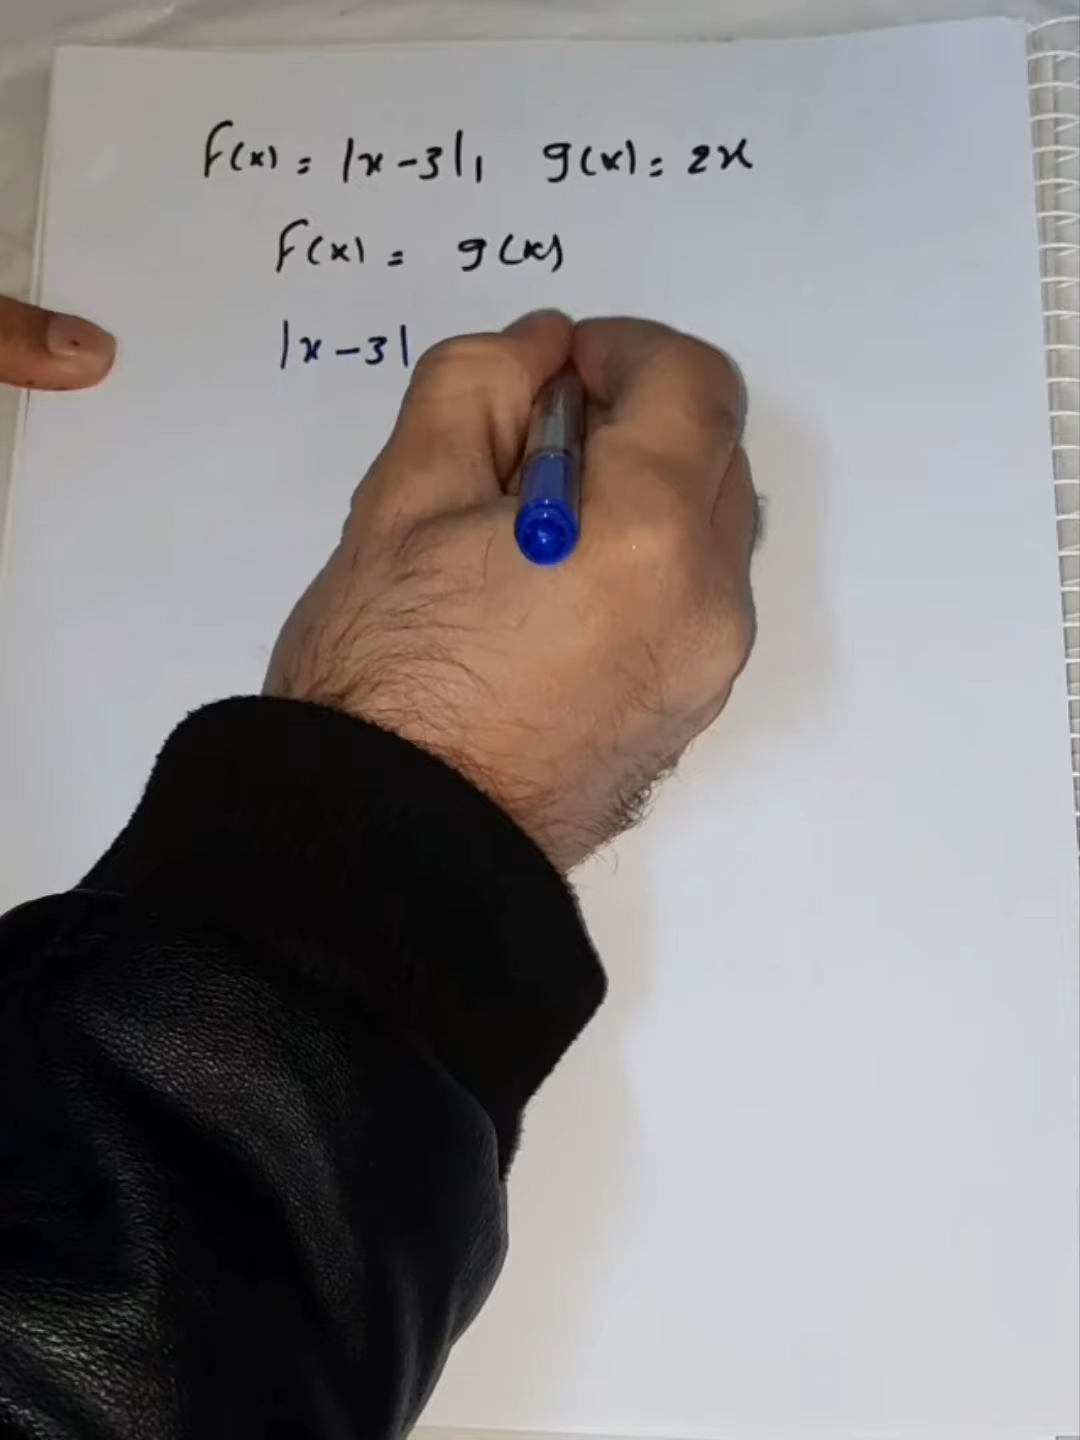 F(x) = |x-3|, g(x) = 2x
F(x) = g(x)
|x-3|